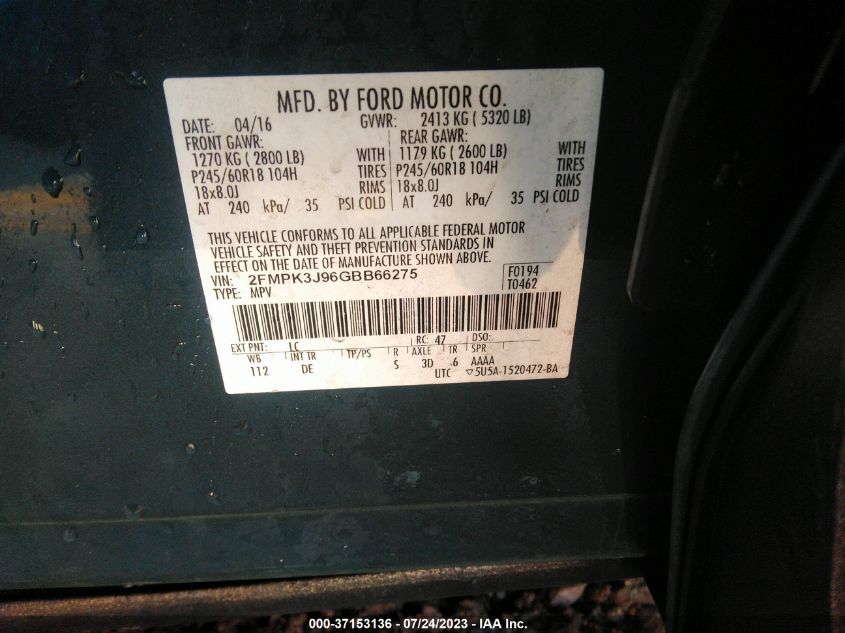 MFD. BY FORD MOTOR CO.
DATE: 04/16 GVWR: 2413 KG ( 5320 LB)
FRONT GAWR: REAR GAWR:
1270 KG ( 2800 LB) WITH 1179 KG ( 2600 LB) WITH
P245/60R18 104H TIRES P245/60R18 104H TIRES
18x8.0J RIMS 18x8.0J RIMS
AT 240 kPa/ 35 PSI COLD AT 240 kPa/ 35 PSI COLD
THIS VEHICLE CONFORMS TO ALL APPLICABLE FEDERAL MOTOR
VEHICLE SAFETY AND THEFT PREVENTION STANDARDS IN
EFFECT ON THE DATE OF MANUFACTURE SHOWN ABOVE.
VIN: 2FMPK3J96GBB66275 F0194
TYPE: MPV T0462
EXT PNT: LC RC: 47 DSO:
WB INT TR TP/PS R AXLE TR SPR
112 DE S 3D 6 AAAA
UTC ▽5U5A-1520472-BA
000-37153136 - 07/24/2023 - IAA Inc.